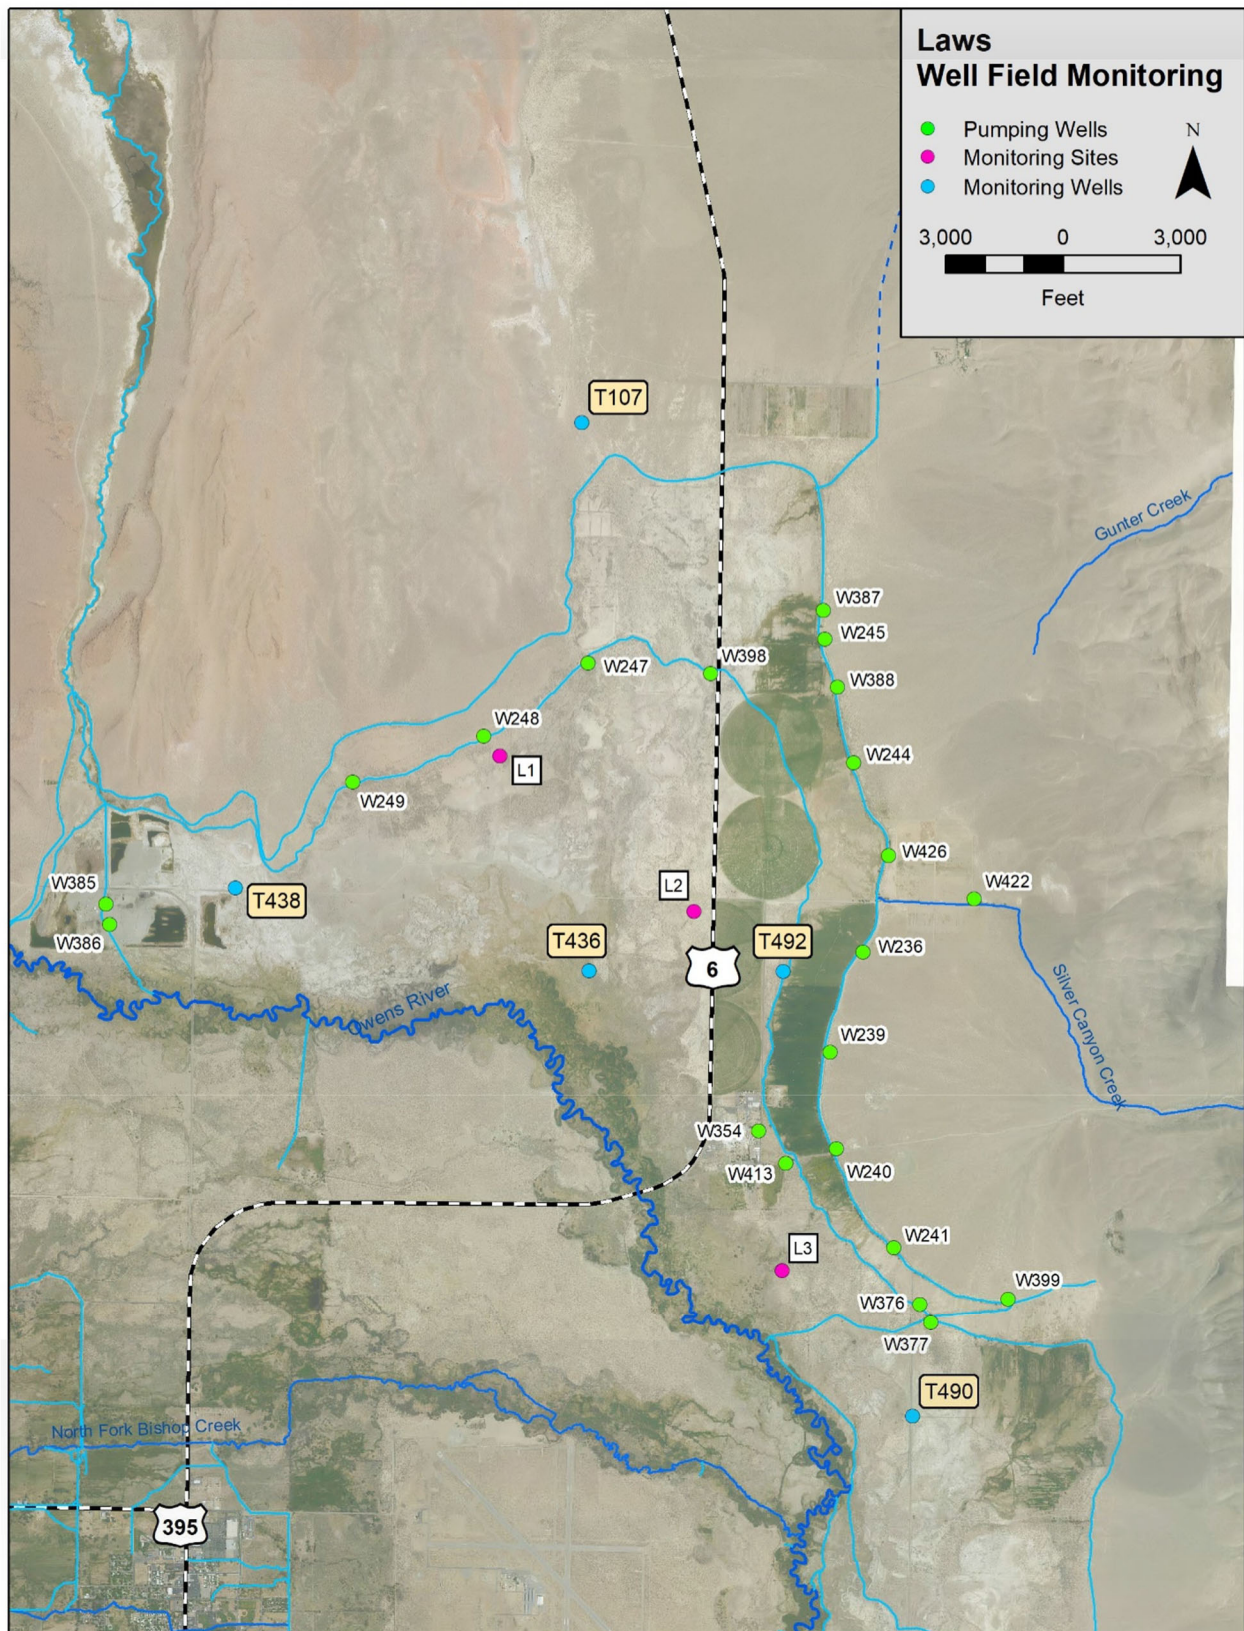 Laws
Well Field Monitoring
Pumping Wells
Monitoring Sites
Monitoring Wells
N
3,000 0 3,000
Feet
T107
Gunter Creek
W387
W245
W247
W398
W388
W248
L1
W244
W249
W426
W385
T438
L2
W422
W386
T436
T492
W236
6
Owens River
Silver Canyon Creek
W239
W354
W413
W240
W241
L3
W399
W376
W377
T490
North Fork Bishop Creek
395